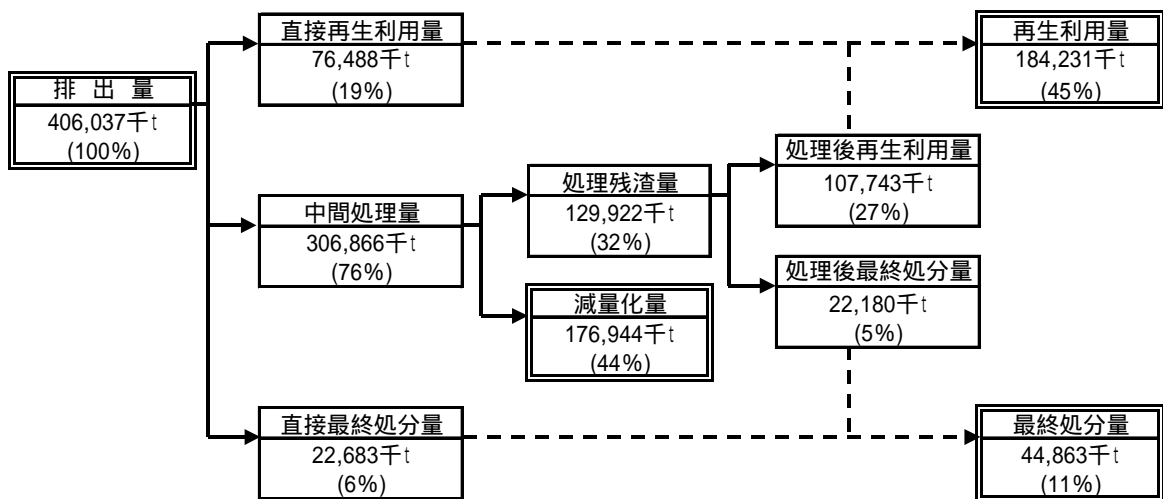 排 出 量
406,037千t
(100%)
直接再生利用量
76,488千t
(19%)
中間処理量
306,866千t
(76%)
直接最終処分量
22,683千t
(6%)
処理残渣量
129,922千t
(32%)
減量化量
176,944千t
(44%)
処理後再生利用量
107,743千t
(27%)
処理後最終処分量
22,180千t
(5%)
再生利用量
184,231千t
(45%)
最終処分量
44,863千t
(11%)